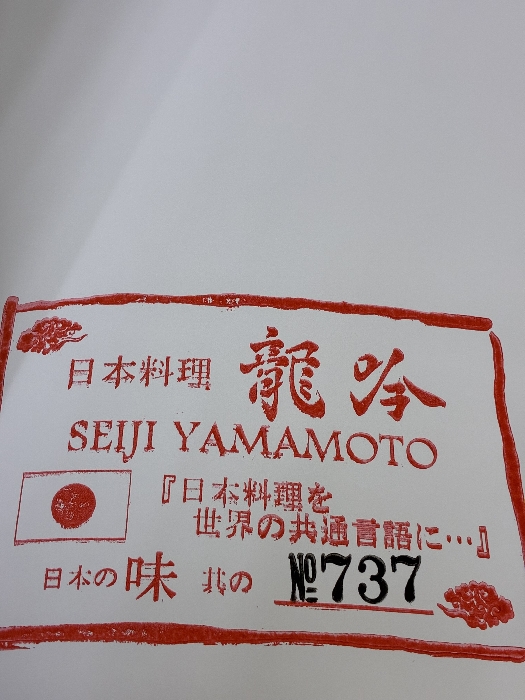 日本料理 龍吟
SEIJI YAMAMOTO
『日本料理を
世界の共通言語に…』
日本の味 其の №737